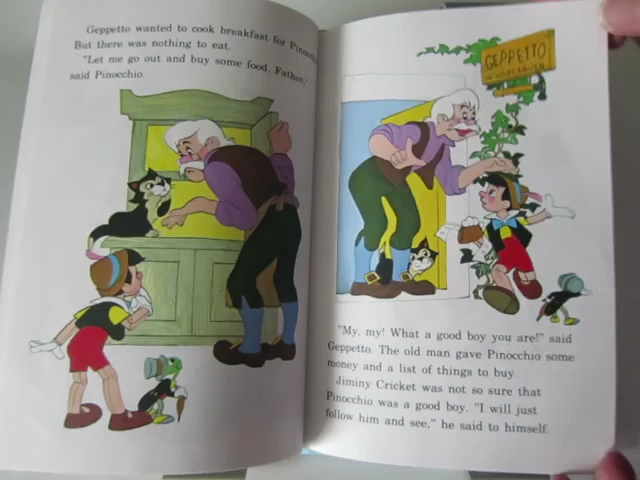 Geppetto wanted to cook breakfast for
But there was nothing to eat.
"Let me go out and buy some food, Father,"
said Pinocchio.
GEPPETTO
"My, my! What a good boy you are!" said
Geppetto. The old man gave Pinocchio some
money and a list of things to buy.
Jiminy Cricket was not so sure that
Pinocchio was a good boy. "I will just
follow him and see," he said to himself.